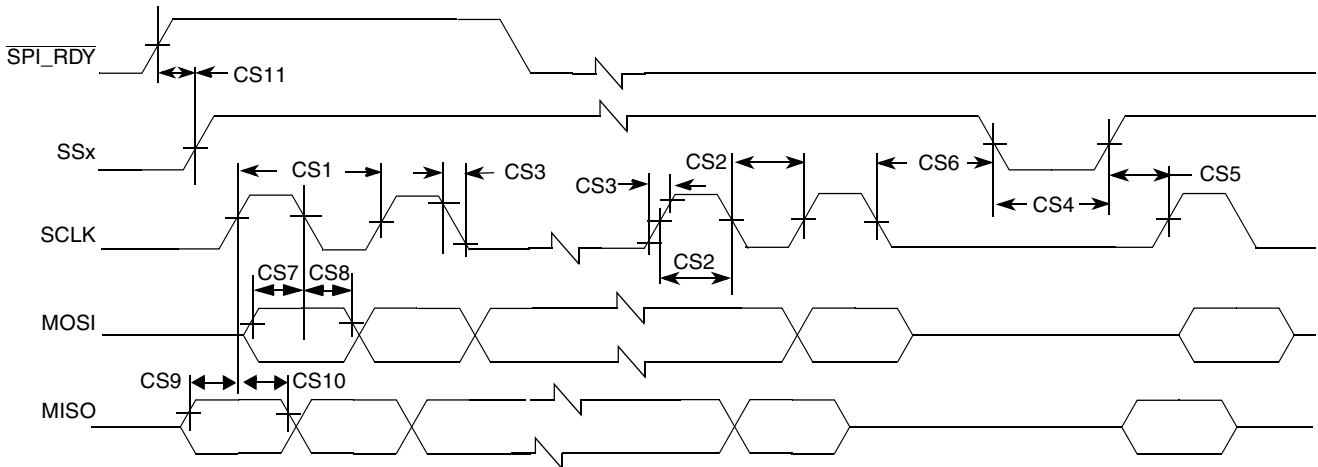 SPI_RDY
CS11
SSx
CS1
CS3
CS3
CS2
CS6
CS5
CS4
SCLK
CS2
CS7
CS8
MOSI
CS9
CS10
MISO